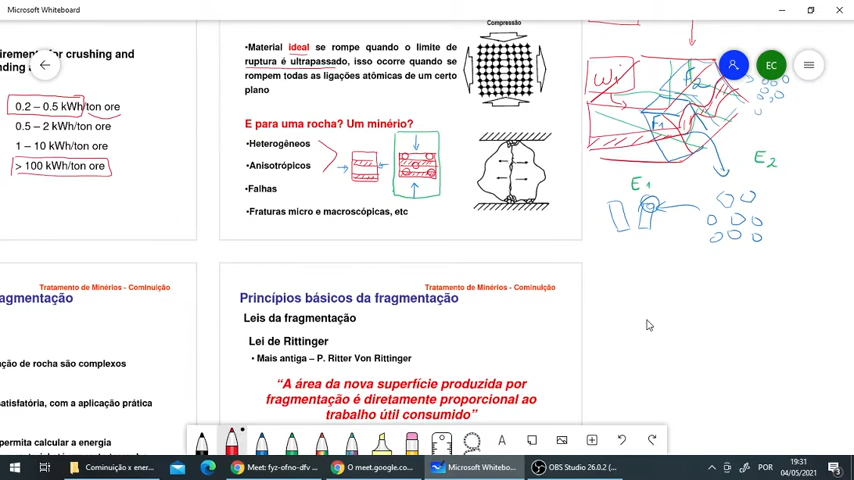 Microsoft Whiteboard
irements for crushing and
nding a
0.2 – 0.5 kWh/ton ore
0.5 – 2 kWh/ton ore
1 – 10 kWh/ton ore
> 100 kWh/ton ore
Compressão
•Material ideal se rompe quando o limite de
ruptura é ultrapassado, isso ocorre quando se
rompem todas as ligações atômicas de um certo
plano
E para uma rocha? Um minério?
•Heterogêneos
•Anisotrópicos
•Falhas
•Fraturas micro e macroscópicas, etc
Wi
F2
F1
EC
E2
E1
Tratamento de Minérios - Cominuição
agmentação
ação de rocha são complexos
atisfatória, com a aplicação prática
permita calcular a energia
Tratamento de Minérios - Cominuição
Princípios básicos da fragmentação
Leis da fragmentação
Lei de Rittinger
• Mais antiga – P. Ritter Von Rittinger
“A área da nova superfície produzida por
fragmentação é diretamente proporcional ao
trabalho útil consumido”
Cominuição x ener...
Meet: fyz-ofno-dfv ...
O meet.google.co...
Microsoft Whitebo...
OBS Studio 26.0.2 (...
POR
19:31
04/05/2021
3